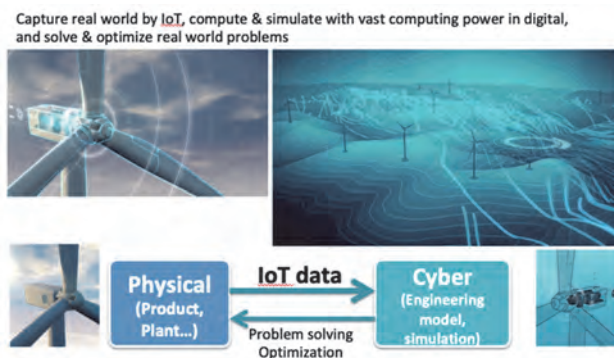 Capture real world by IoT, compute & simulate with vast computing power in digital,
and solve & optimize real world problems
Physical
(Product,
Plant...)
IoT data
Problem solving
Optimization
Cyber
(Engineering
model,
simulation)